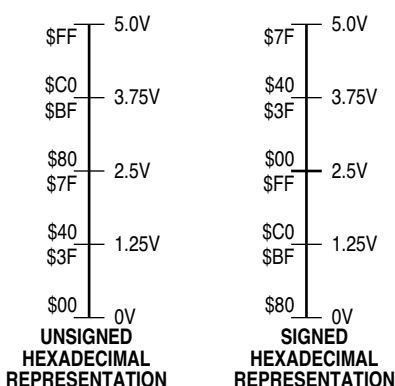 $FF 5.0V
$C0 3.75V
$BF
$80 2.5V
$7F
$40 1.25V
$3F
$00 0V
UNSIGNED
HEXADECIMAL
REPRESENTATION
$7F 5.0V
$40 3.75V
$3F
$00 2.5V
$FF
$C0 1.25V
$BF
$80 0V
SIGNED
HEXADECIMAL
REPRESENTATION